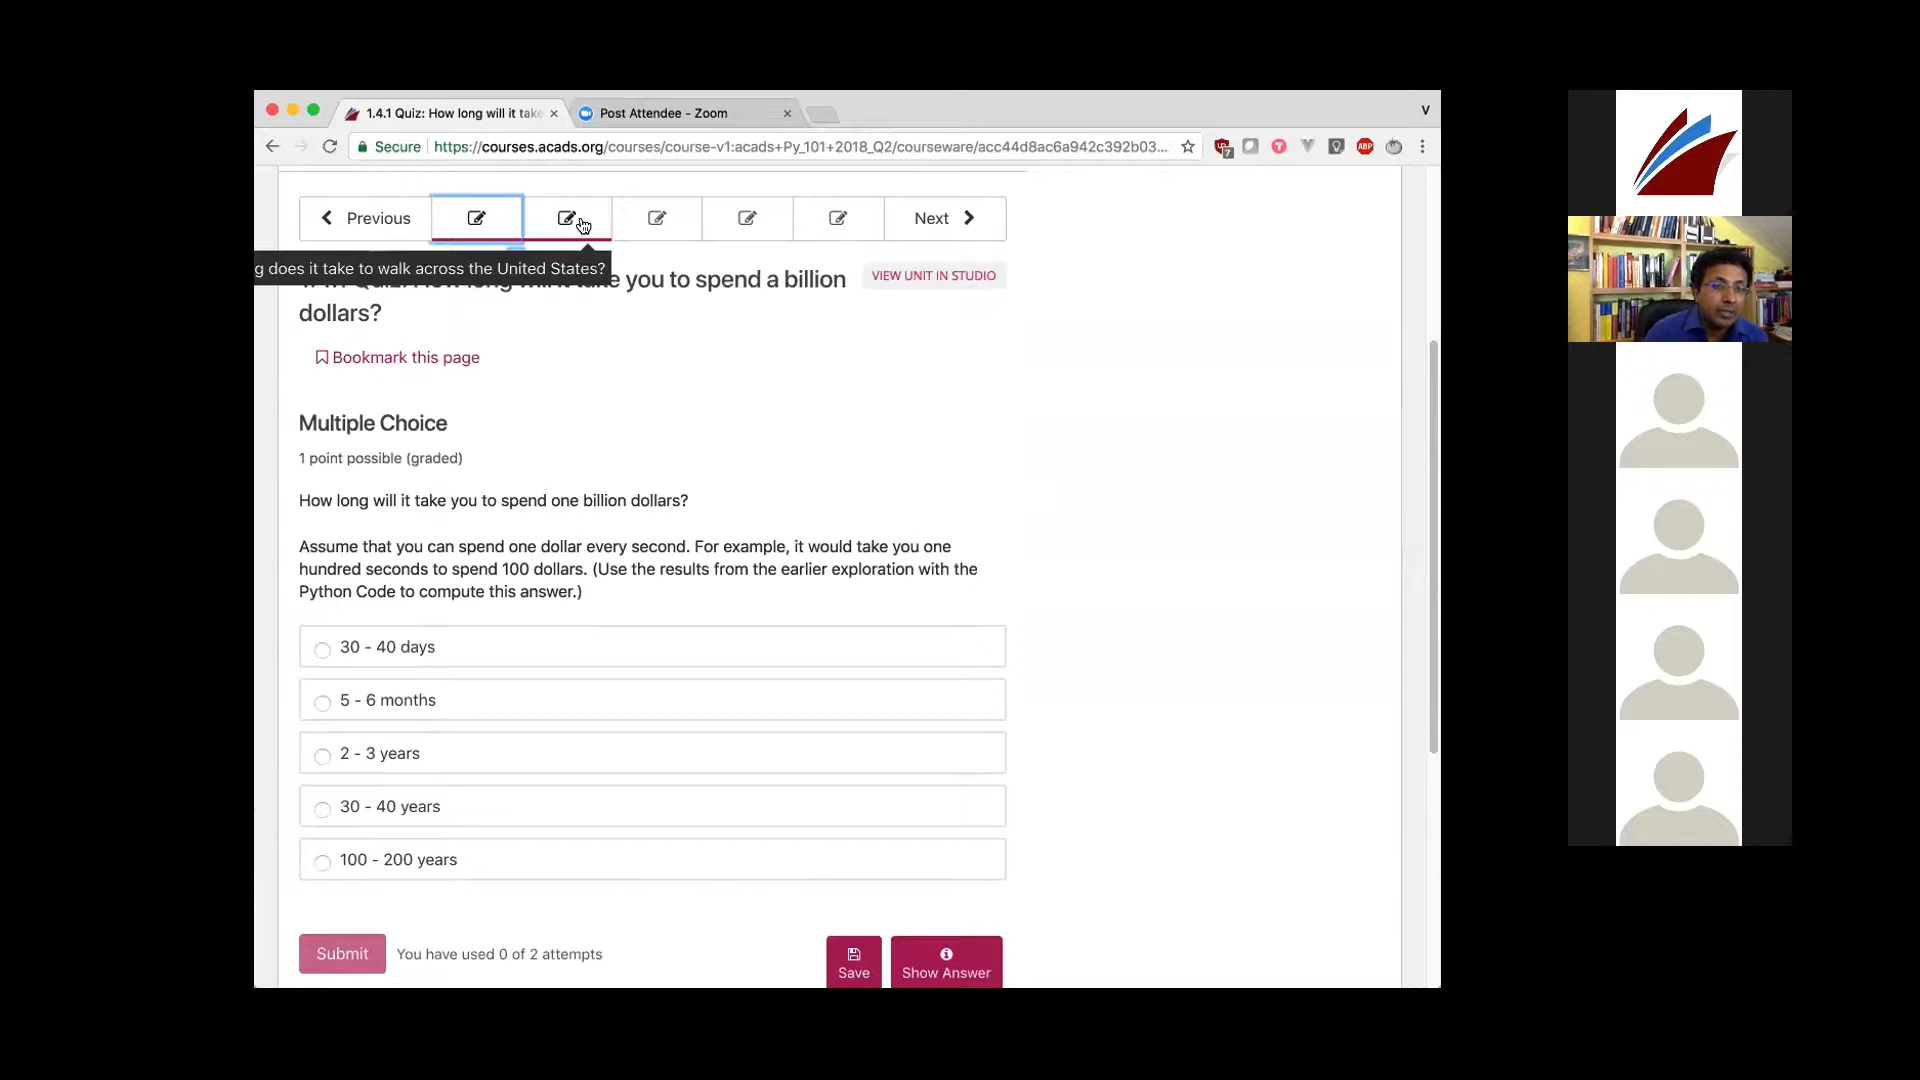 1.4.1 Quiz: How long will it take
Post Attendee - Zoom
Secure
https://courses.acads.org/courses/course-v1:acads+Py_101+2018_Q2/courseware/acc44d8ac6a942c392b03...
7
ABP
Previous
Next
g does it take to walk across the United States?
you to spend a billion
dollars?
VIEW UNIT IN STUDIO
Bookmark this page
Multiple Choice
1 point possible (graded)
How long will it take you to spend one billion dollars?
Assume that you can spend one dollar every second. For example, it would take you one
hundred seconds to spend 100 dollars. (Use the results from the earlier exploration with the
Python Code to compute this answer.)
30 - 40 days
5 - 6 months
2 - 3 years
30 - 40 years
100 - 200 years
Submit
You have used 0 of 2 attempts
Save
Show Answer